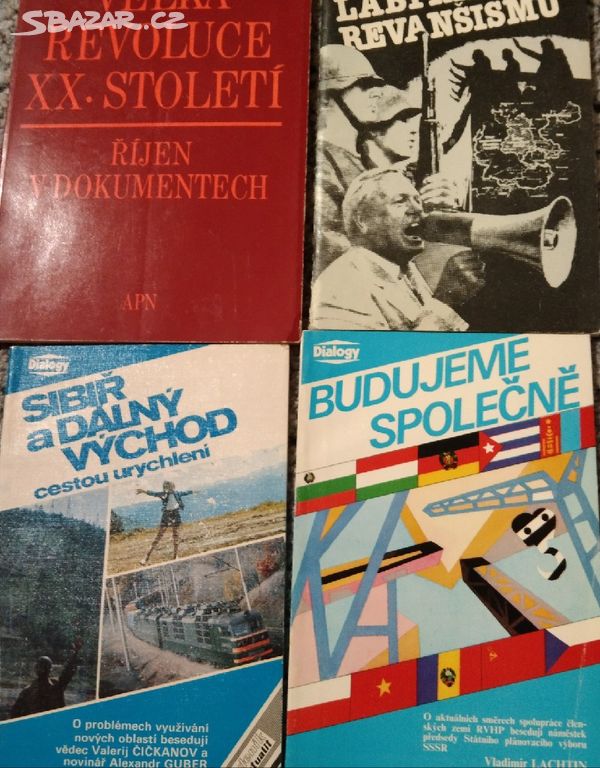 SBAZAR.CZ
VELKÁ
REVOLUCE
XX. STOLETÍ
ŘÍJEN
V DOKUMENTECH
APN
REVANŠISMU
Dialogy
SIBIŘ
a DÁLNÝ
VÝCHOD
cestou urychlení
O problémech využívání
nových oblastí besedují
vědec Valerij ČIČKANOV a
novinář Alexandr GUBER
Dialogy
BUDUJEME
SPOLEČNĚ
O aktuálních směrech spolupráce člen-
ských zemí RVHP besedují náměstek
předsedy Státního plánovacího výboru
SSSR
Vladimir LACHTIN